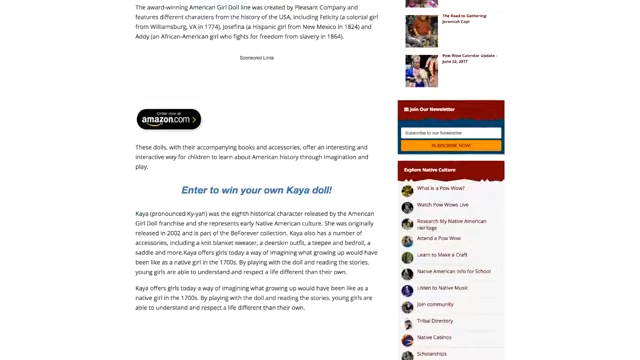 The award-winning American Girl Doll line was created by Pleasant Company and
features different characters from the history of the USA, including Felicity (a colonial girl
from Williamsburg, VA in 1774), Josefina (a Hispanic girl from New Mexico in 1824) and
Addy (an African-American girl who fights for freedom from slavery in 1864).
Sponsored Links
Order now at
amazon.com
These dolls, with their accompanying books and accessories, offer an interesting and
interactive way for children to learn about American history through imagination and
play.
Enter to win your own Kaya doll!
Kaya (pronounced Ky-yah) was the eighth historical character released by the American
Girl Doll franchise and she represents early Native American culture. She was originally
released in 2002 and is part of the BeForever collection. Kaya also has a number of
accessories, including a knit blanket sweater, a deerskin outfit, a teepee and bedroll, a
saddle and more.Kaya offers girls today a way of imagining what growing up would have
been like as a native girl in the 1700s. By playing with the doll and reading the stories,
young girls are able to understand and respect a life different than their own.
Kaya offers girls today a way of imagining what growing up would have been like as a
native girl in the 1700s. By playing with the doll and reading the stories, young girls are
able to understand and respect a life different than their own.
The Road to Gathering:
Pow Wow Calendar Update -
June 22, 2017
Join Our Newsletter
Subscribe to our Newsletter
SUBSCRIBE NOW!
Explore Native Culture
What is a Pow Wow?
Watch Pow Wows Live
Research My Native American
Heritage
Attend a Pow Wow
Learn to Make a Craft
Native American Info for School
Listen to Native Music
Join community
Tribal Directory
Native Casinos
Scholarships